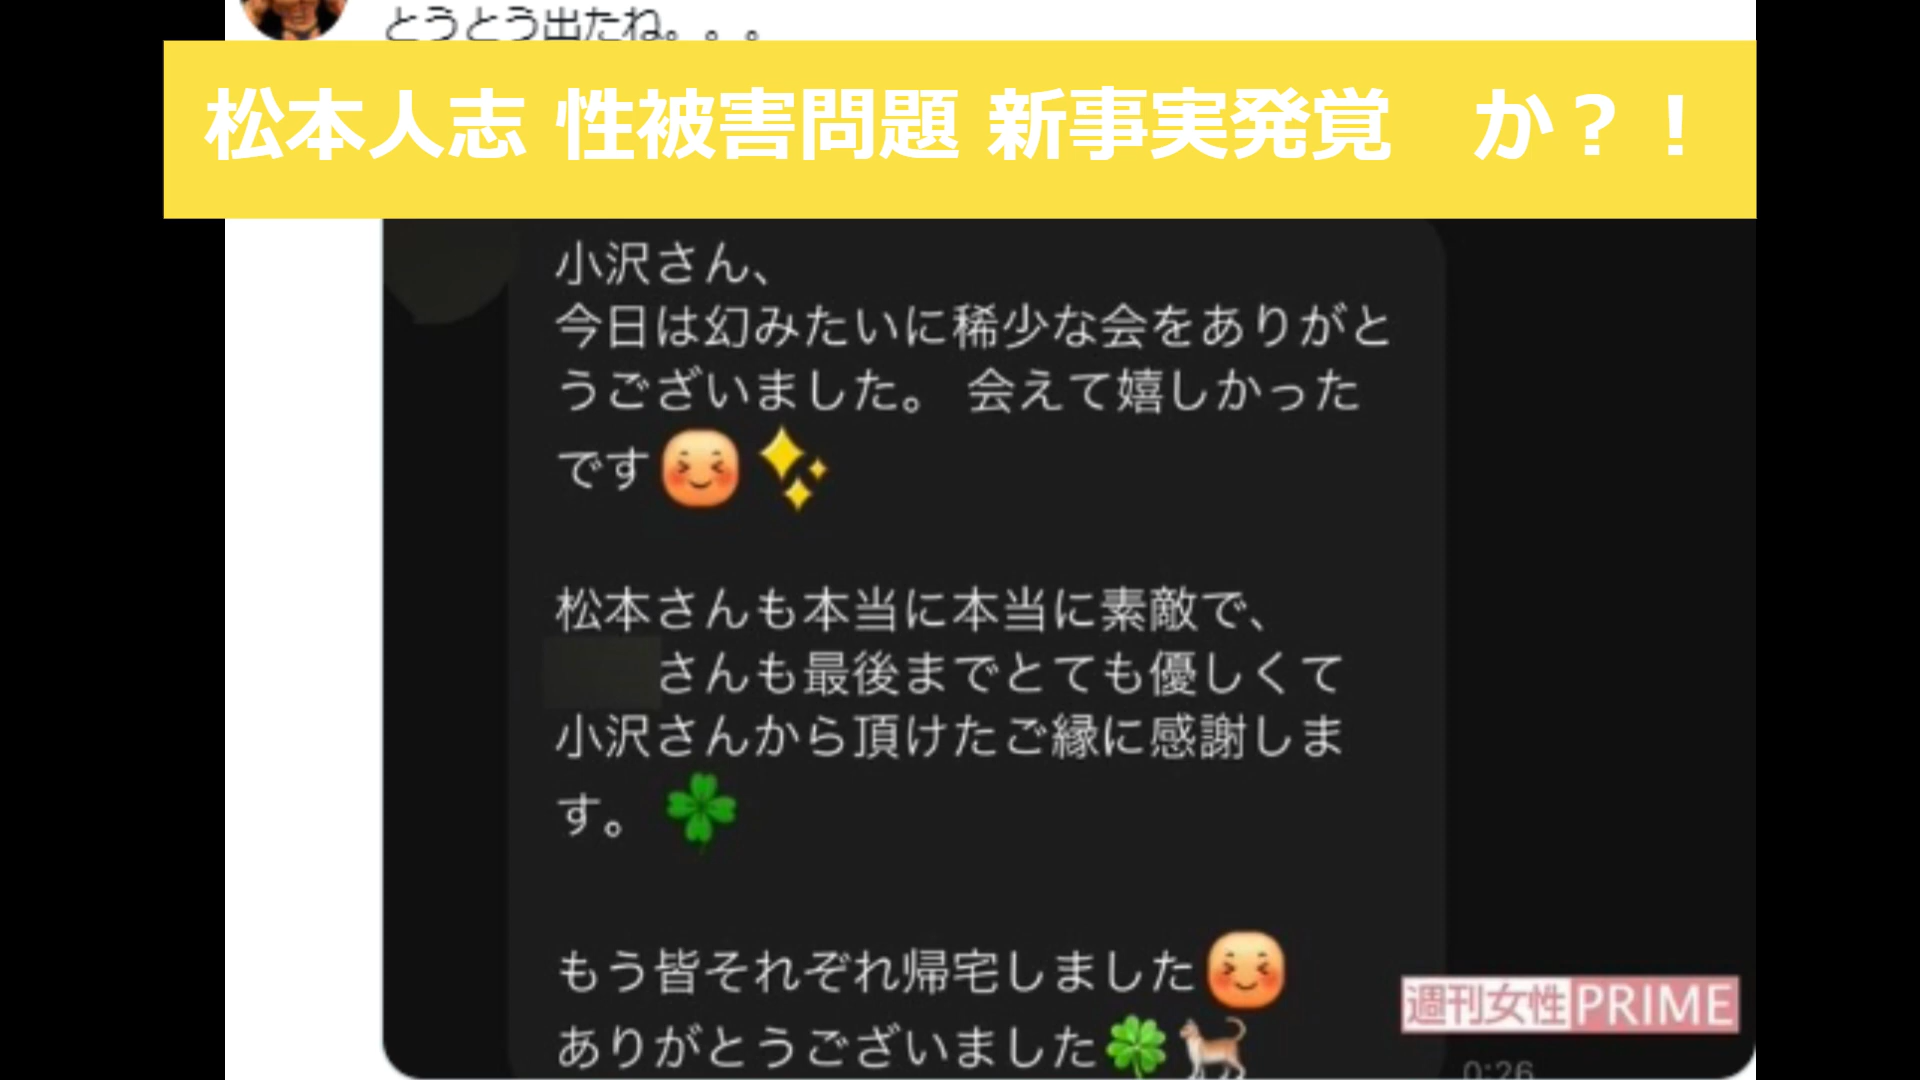 とうとう出たね。。。
松本人志 性被害問題 新事実発覚　か？！
小沢さん、
今日は幻みたいに稀少な会をありがと
うございました。 会えて嬉しかった
です
松本さんも本当に本当に素敵で、
さんも最後までとても優しくて
小沢さんから頂けたご縁に感謝しま
す。
もう皆それぞれ帰宅しました
ありがとうございました
週刊女性PRIME
0:26